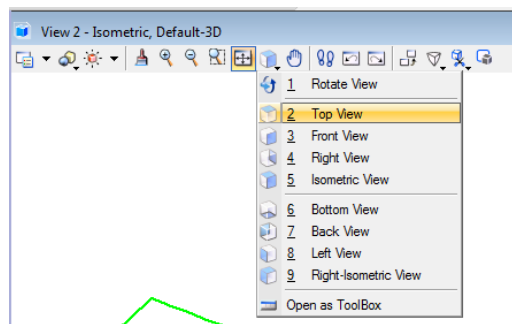 View 2 - Isometric, Default-3D
1 Rotate View
2 Top View
3 Front View
4 Right View
5 Isometric View
6 Bottom View
7 Back View
8 Left View
9 Right-Isometric View
Open as ToolBox